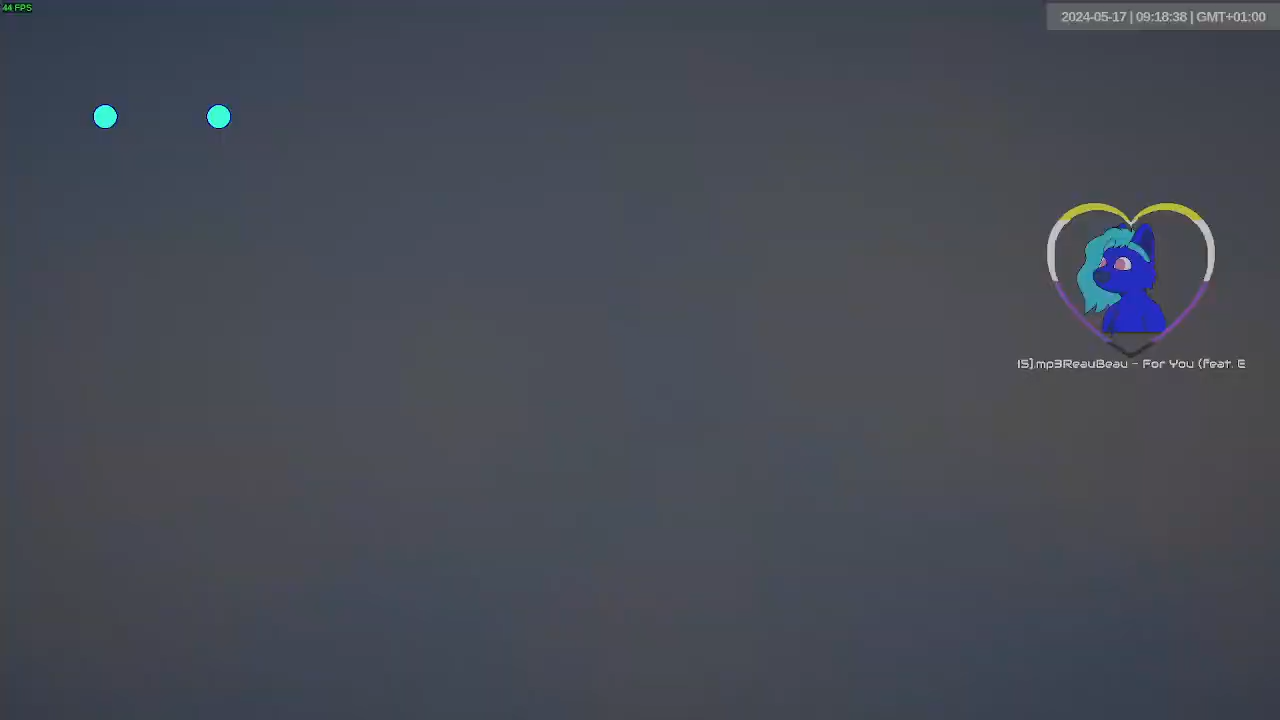 44 FPS
2024-05-17 | 09:18:38 | GMT+01:00
15].mp3ReauBeau - For You (feat. E